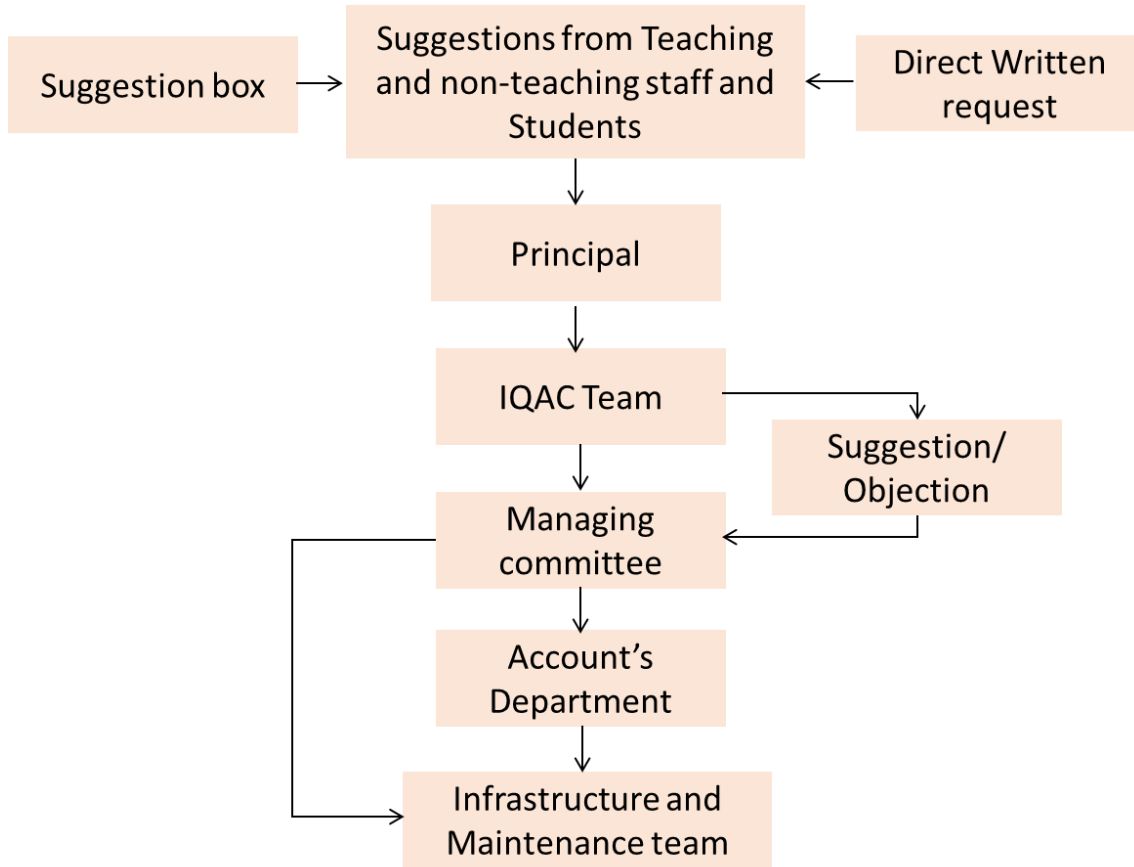 Suggestion box
Suggestions from Teaching
and non-teaching staff and
Students
Direct Written
request
Principal
IQAC Team
Suggestion/
Objection
Managing
committee
Account’s
Department
Infrastructure and
Maintenance team